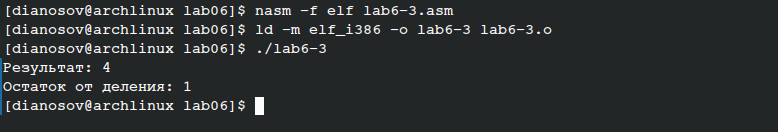 [dianosov@archlinux lab06]$ nasm -f elf lab6-3.asm
[dianosov@archlinux lab06]$ ld -m elf_i386 -o lab6-3 lab6-3.o
[dianosov@archlinux lab06]$ ./lab6-3
Результат: 4
Остаток от деления: 1
[dianosov@archlinux lab06]$